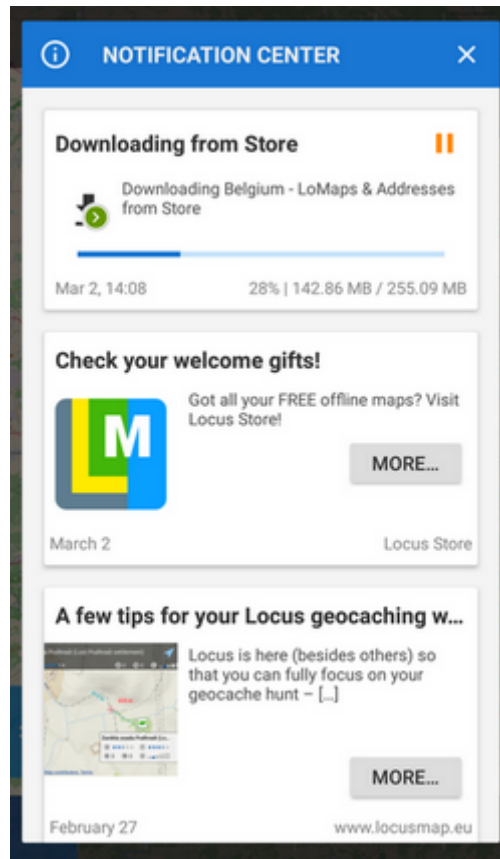 NOTIFICATION CENTER
Downloading from Store
Downloading Belgium - LoMaps & Addresses
from Store
Mar 2, 14:08 28% | 142.86 MB / 255.09 MB
Check your welcome gifts!
LM
Got all your FREE offline maps? Visit
Locus Store!
MORE...
March 2 Locus Store
A few tips for your Locus geocaching w...
Locus is here (besides others) so
that you can fully focus on your
geocache hunt – [...]
MORE...
February 27 www.locusmap.eu